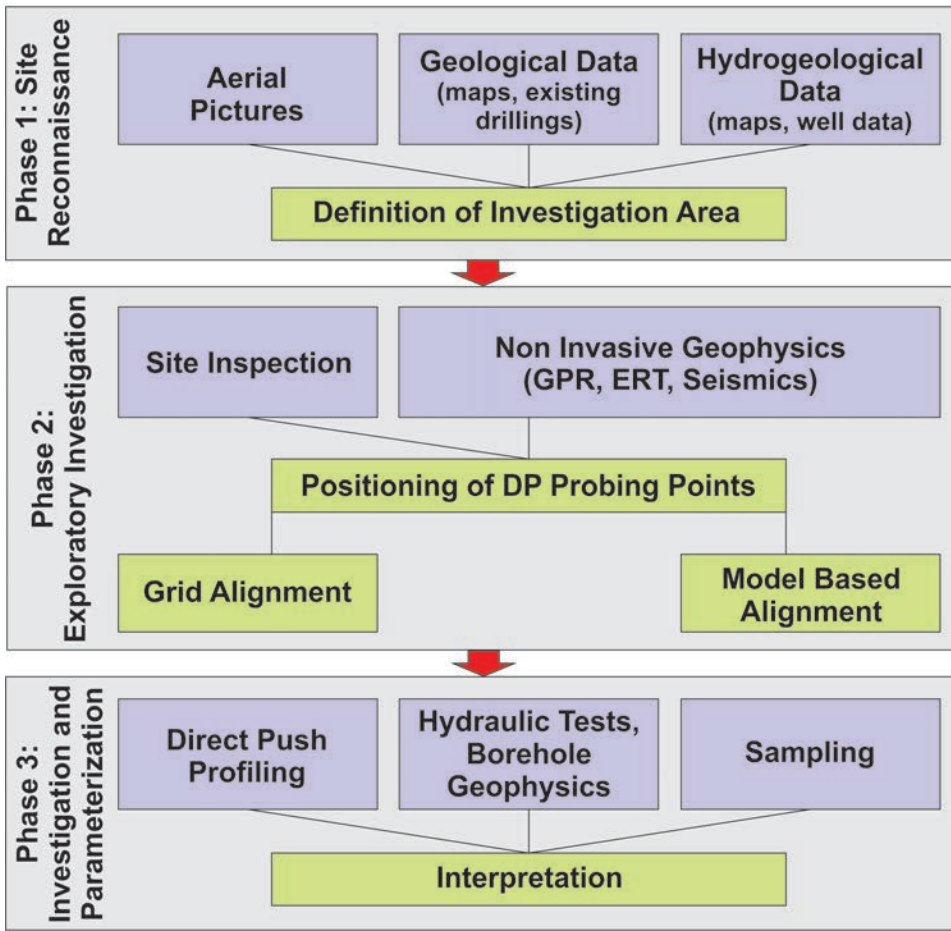 Phase 1: Site
Reconnaissance
Aerial
Pictures
Geological Data
(maps, existing
drillings)
Hydrogeological
Data
(maps, well data)
Definition of Investigation Area
Phase 2:
Exploratory Investigation
Site Inspection
Non Invasive Geophysics
(GPR, ERT, Seismics)
Positioning of DP Probing Points
Grid Alignment
Model Based
Alignment
Phase 3:
Investigation and
Parameterization
Direct Push
Profiling
Hydraulic Tests,
Borehole
Geophysics
Sampling
Interpretation